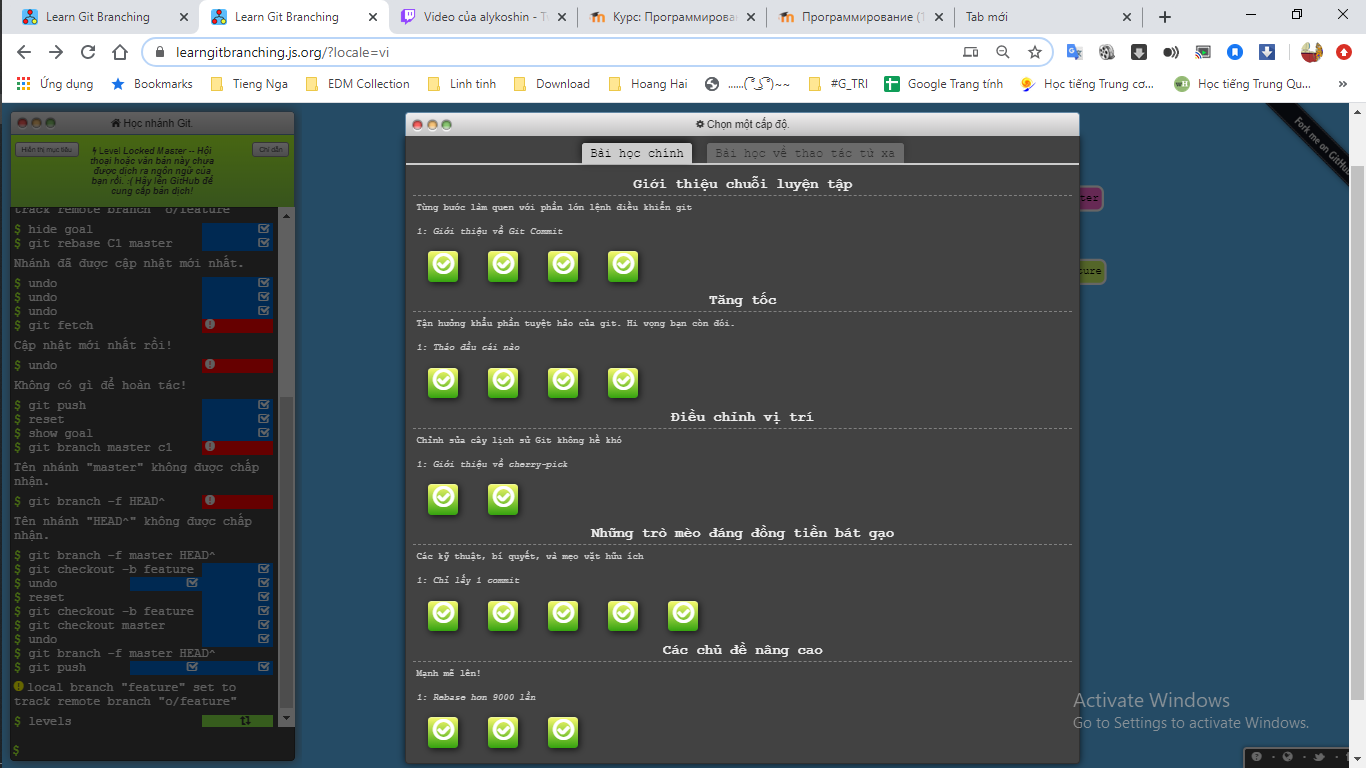 Learn Git Branching
Learn Git Branching
Video của alykoshin - T
Курс: Программирован
Программирование (Т
Tab mới
learngitbranching.js.org/?locale=vi
Ứng dụng
Bookmarks
Tieng Nga
EDM Collection
Linh tinh
Download
Hoang Hai
......( ͡° ͜ʖ ͡°)~~
#G_TRI
Google Trang tính
Học tiếng Trung cơ...
Học tiếng Trung Qu...
»
Học nhánh Git.
Hiển thị mục tiêu
Level Locked Master -- Hội
thoại hoặc văn bản này chưa
được dịch ra ngôn ngữ của
bạn rồi. :( Hãy lên GitHub để
cung cấp bản dịch!
Chỉ dẫn
track remote branch "o/feature"
$ hide goal
$ git rebase C1 master
Nhánh đã được cập nhật mới nhất.
$ undo
$ undo
$ undo
$ git fetch
Cập nhật mới nhất rồi!
$ undo
Không có gì để hoàn tác!
$ git push
$ reset
$ show goal
$ git branch master c1
Tên nhánh "master" không được chấp
nhận.
$ git branch -f HEAD^
Tên nhánh "HEAD^" không được chấp
nhận.
$ git branch -f master HEAD^
$ git checkout -b feature
$ undo
$ reset
$ git checkout -b feature
$ git checkout master
$ undo
$ git branch -f master HEAD^
$ git push
local branch "feature" set to
track remote branch "o/feature"
$ levels
$
Chọn một cấp độ.
Bài học chính
Bài học về thao tác từ xa
Giới thiệu chuỗi luyện tập
Từng bước làm quen với phần lớn lệnh điều khiển git
1: Giới thiệu về Git Commit
Tăng tốc
Tận hưởng khẩu phần tuyệt hảo của git. Hi vọng bạn còn đói.
1: Tháo đầu cái nào
Điều chỉnh vị trí
Chỉnh sửa cây lịch sử Git không hề khó
1: Giới thiệu về cherry-pick
Những trò mèo đáng đồng tiền bát gạo
Các kỹ thuật, bí quyết, và mẹo vặt hữu ích
1: Chỉ lấy 1 commit
Các chủ đề nâng cao
Mạnh mẽ lên!
1: Rebase hơn 9000 lần
ter
ture
Fork me on GitHub
Activate Windows
Go to Settings to activate Windows.